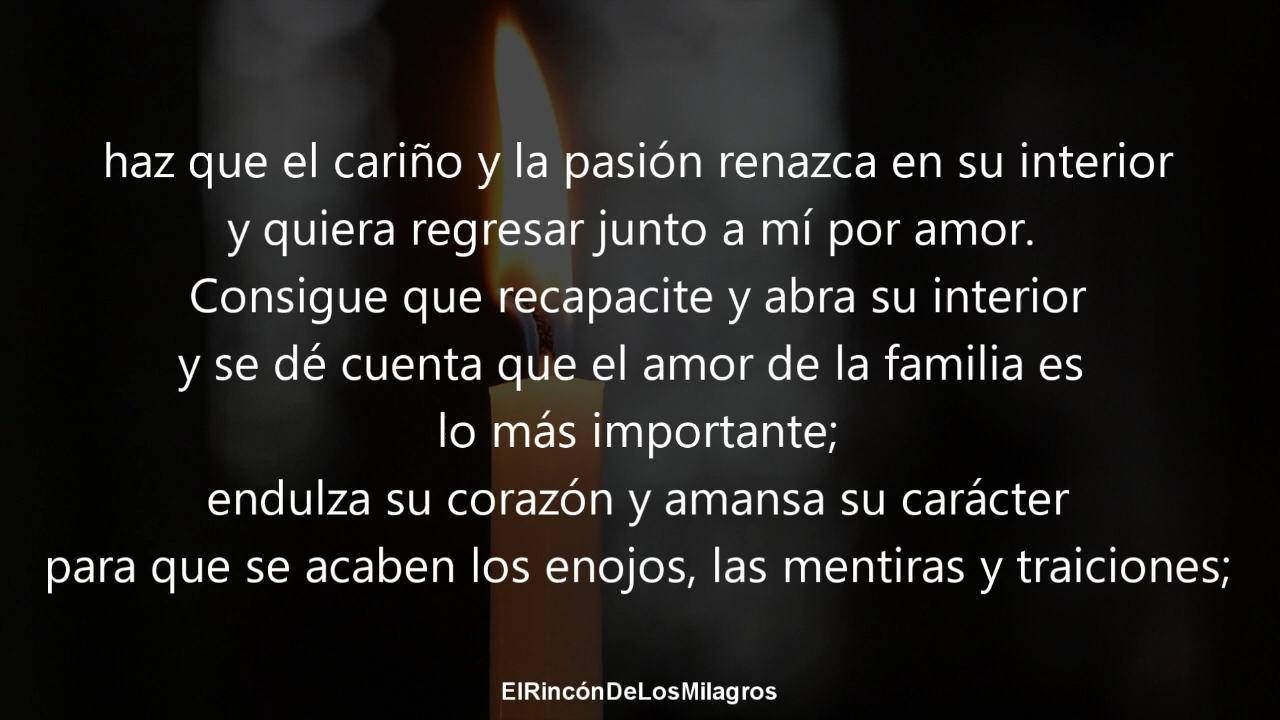 haz que el cariño y la pasión renazca en su interior
y quiera regresar junto a mí por amor.
Consigue que recapacite y abra su interior
y se dé cuenta que el amor de la familia es
lo más importante;
endulza su corazón y amansa su carácter
para que se acaben los enojos, las mentiras y traiciones;
ElRincónDeLosMilagros